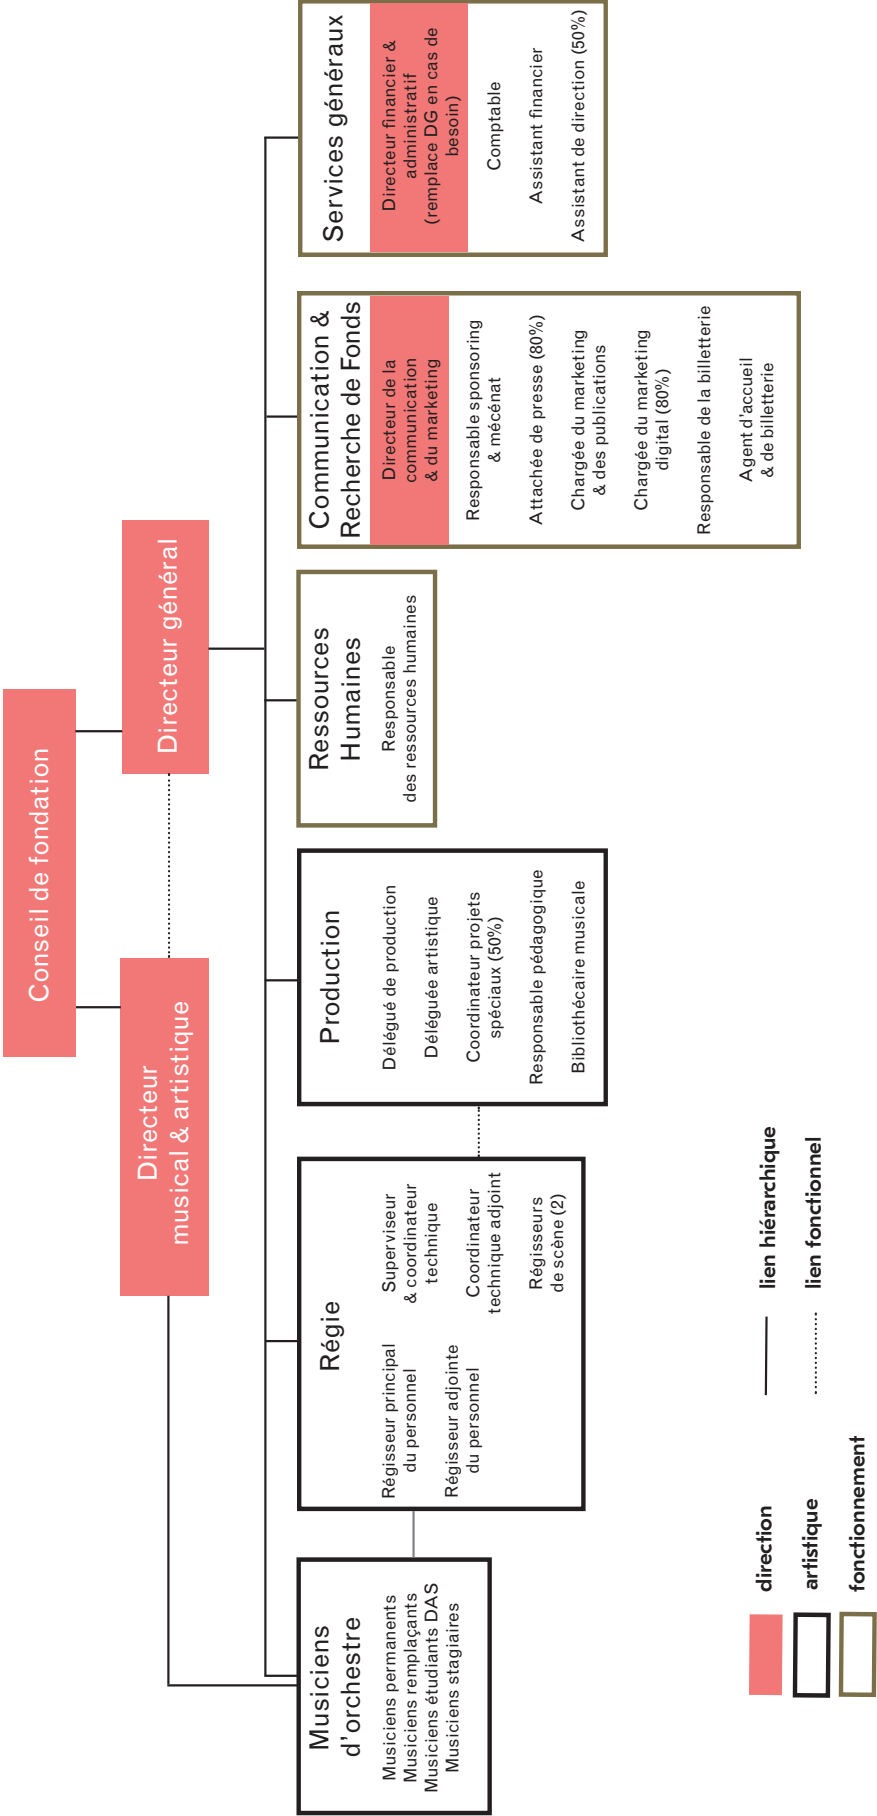 Conseil de fondation
Directeur
musical & artistique
Directeur général
Musiciens
d'orchestre
Musiciens permanents
Musiciens remplaçants
Musiciens étudiants DAS
Musiciens stagiaires
Régie
Régisseur principal
du personnel
Régisseur adjointe
du personnel
Superviseur
& coordinateur
technique
Coordinateur
technique adjoint
Régisseurs
de scène (2)
Production
Délégué de production
Déléguée artistique
Coordinateur projets
spéciaux (50%)
Responsable pédagogique
Bibliothécaire musicale
Ressources
Humaines
Responsable
des ressources humaines
Communication &
Recherche de Fonds
Directeur de la
communication
& du marketing
Responsable sponsoring
& mécénat
Attachée de presse (80%)
Chargée du marketing
& des publications
Chargée du marketing
digital (80%)
Responsable de la billetterie
Agent d'accueil
& de billetterie
Services généraux
Directeur financier &
administratif
(remplace DG en cas de
besoin)
Comptable
Assistant financier
Assistant de direction (50%)
direction
artistique
fonctionnement
lien hiérarchique
lien fonctionnel